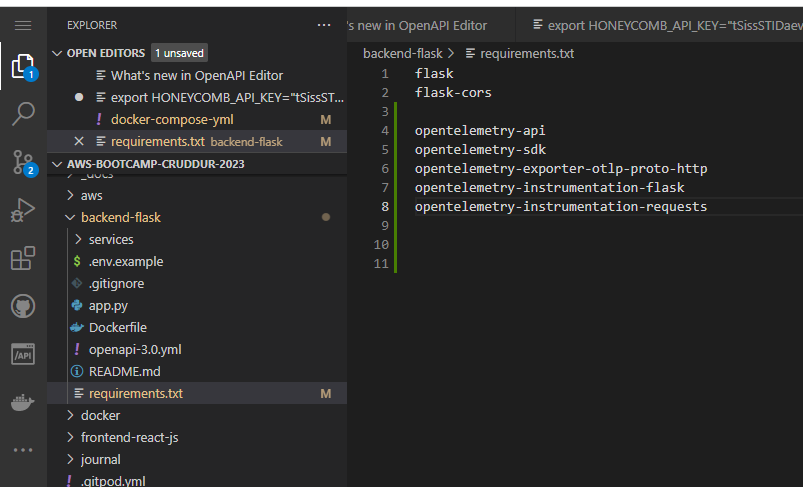 EXPLORER
's new in OpenAPI Editor
export HONEYCOMB_API_KEY="tSissSTIDaev
OPEN EDITORS 1 unsaved
What's new in OpenAPI Editor
export HONEYCOMB_API_KEY="tSissST...
! docker-compose-yml M
requirements.txt backend-flask M
AWS-BOOTCAMP-CRUDDUR-2023
_docs
aws
backend-flask
services
$ .env.example
.gitignore
app.py
Dockerfile
! openapi-3.0.yml
README.md
requirements.txt M
docker
frontend-react-js
journal
! .gitpod.yml
1
2
/API
backend-flask > requirements.txt
1 flask
2 flask-cors
3
4 opentelemetry-api
5 opentelemetry-sdk
6 opentelemetry-exporter-otlp-proto-http
7 opentelemetry-instrumentation-flask
8 opentelemetry-instrumentation-requests
9
10
11